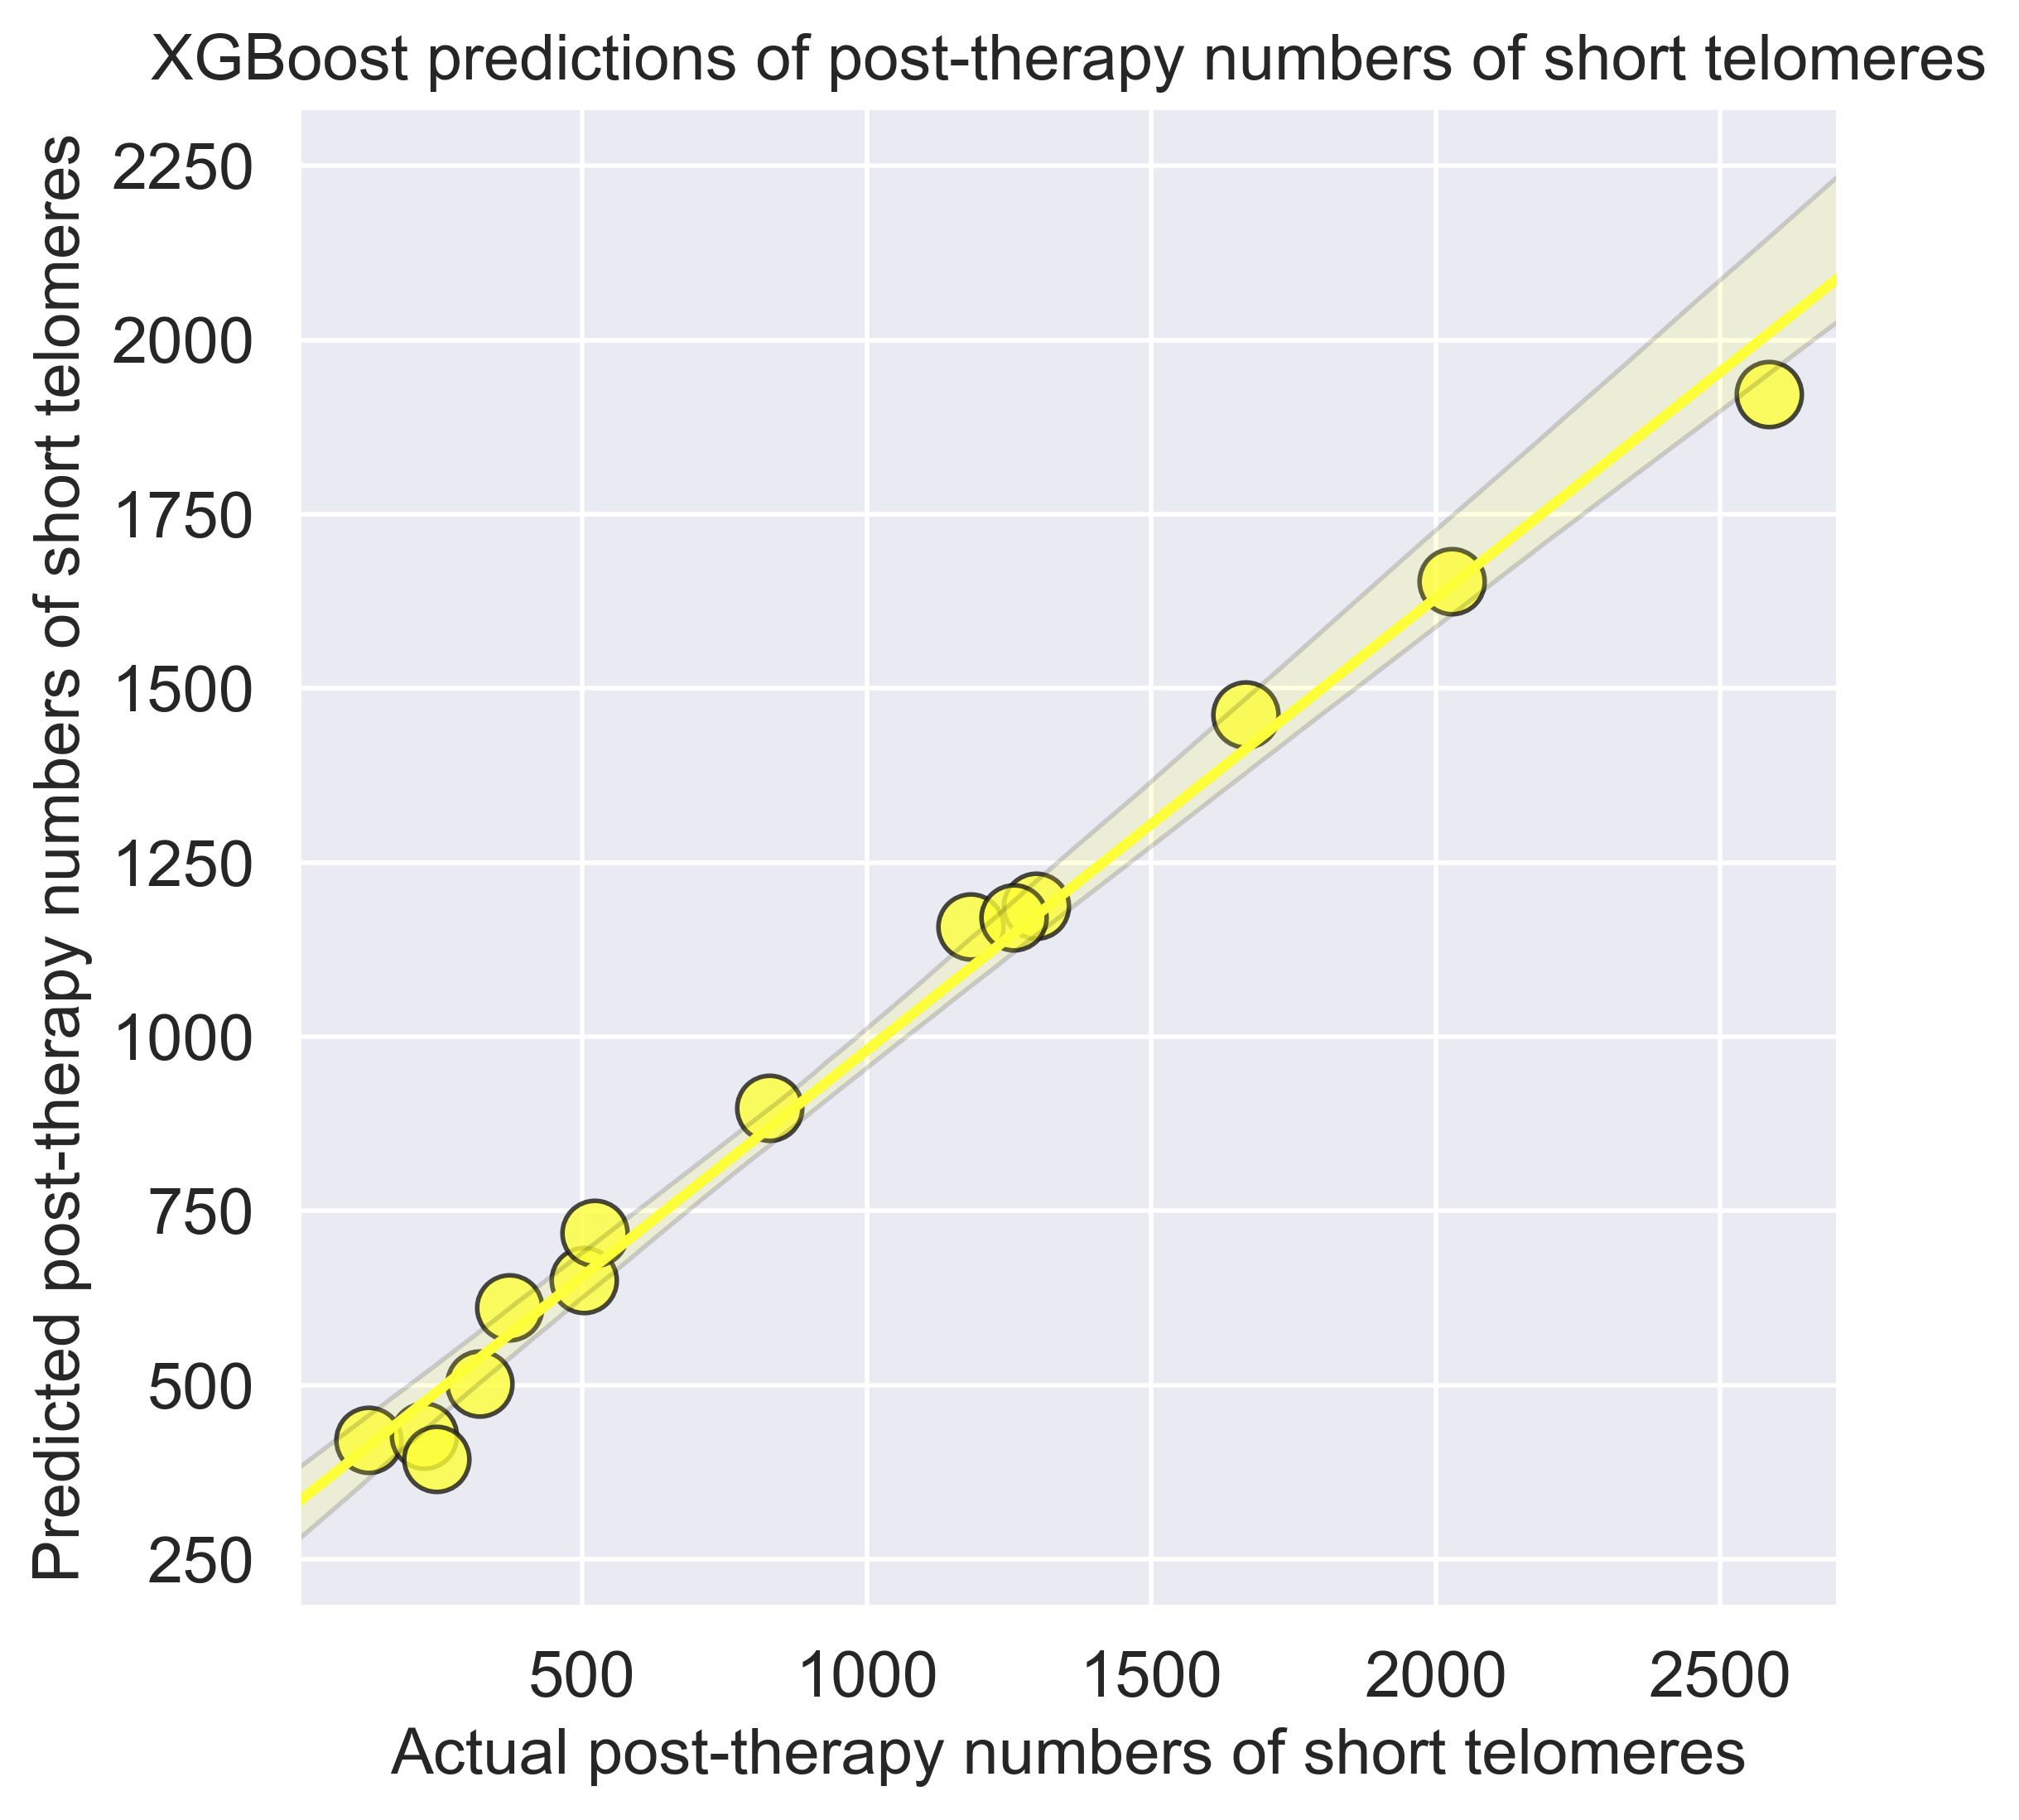 XGBoost predictions of post-therapy numbers of short telomeres
Predicted post-therapy numbers of short telomeres
2250
2000
1750
1500
1250
1000
750
500
250
500 1000 1500 2000 2500
Actual post-therapy numbers of short telomeres